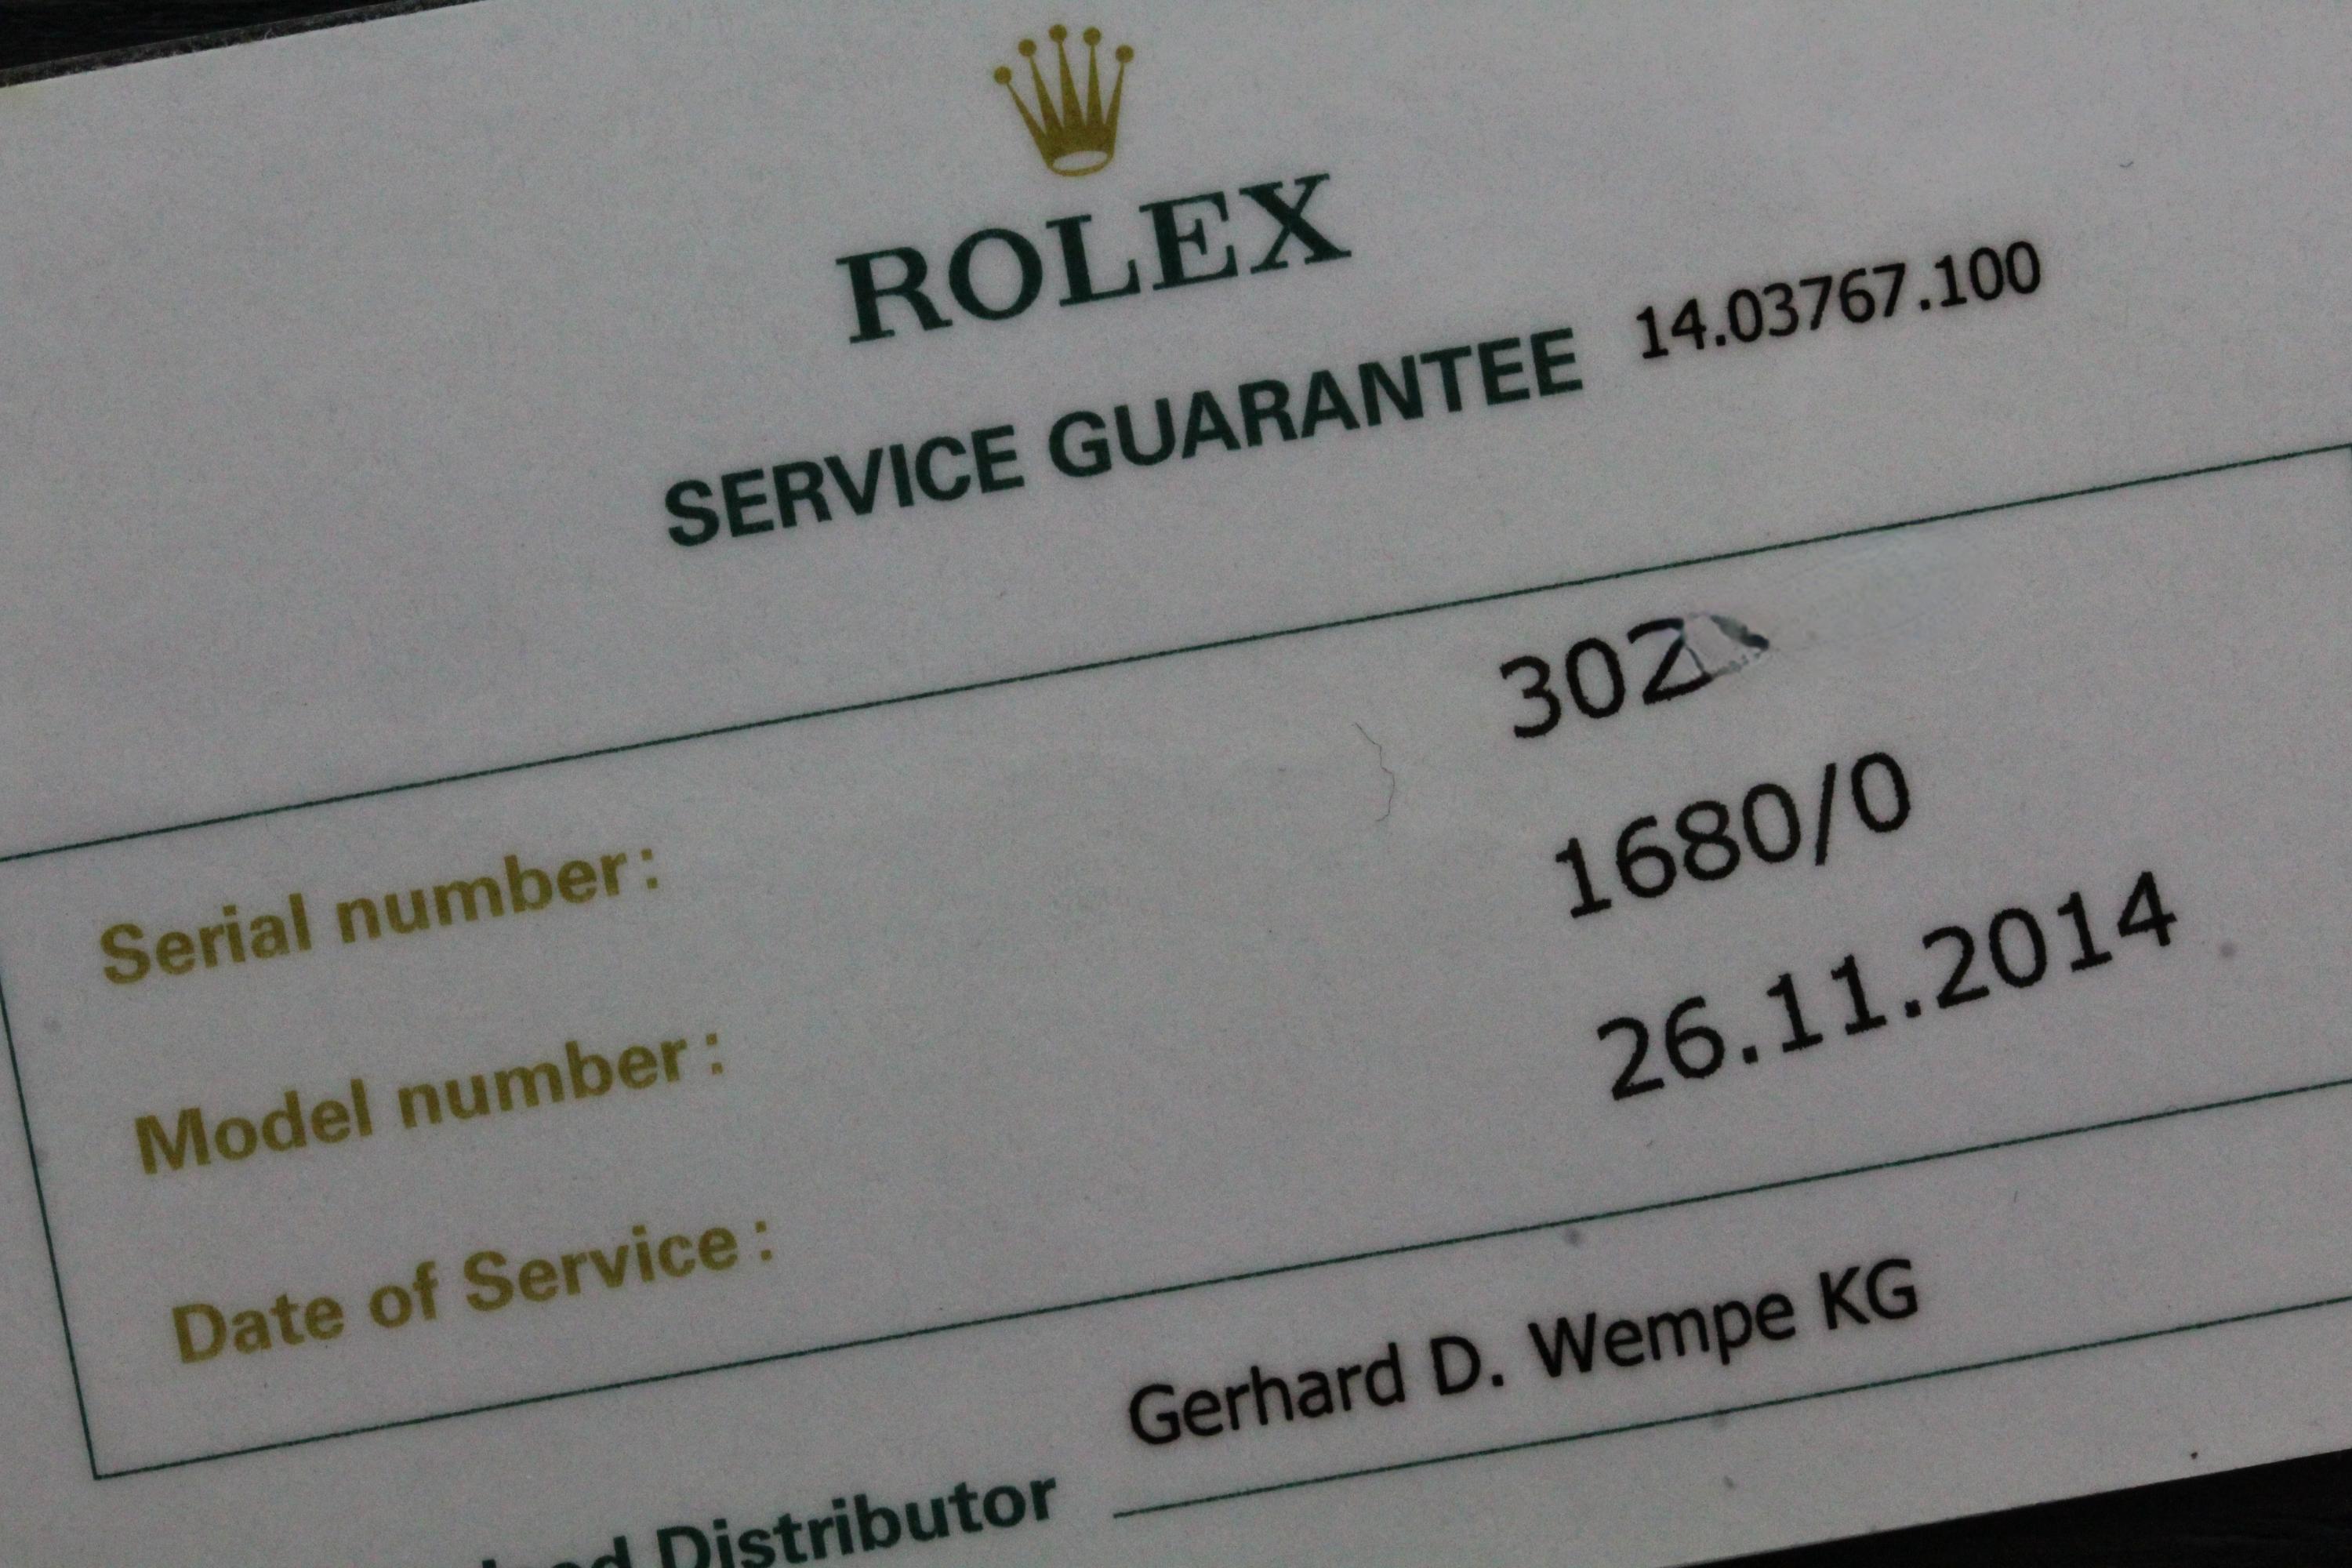 ROLEX
SERVICE GUARANTEE 14.03767.100
Serial number: 302
Model number: 1680/0
Date of Service: 26.11.2014
Distributor Gerhard D. Wempe KG